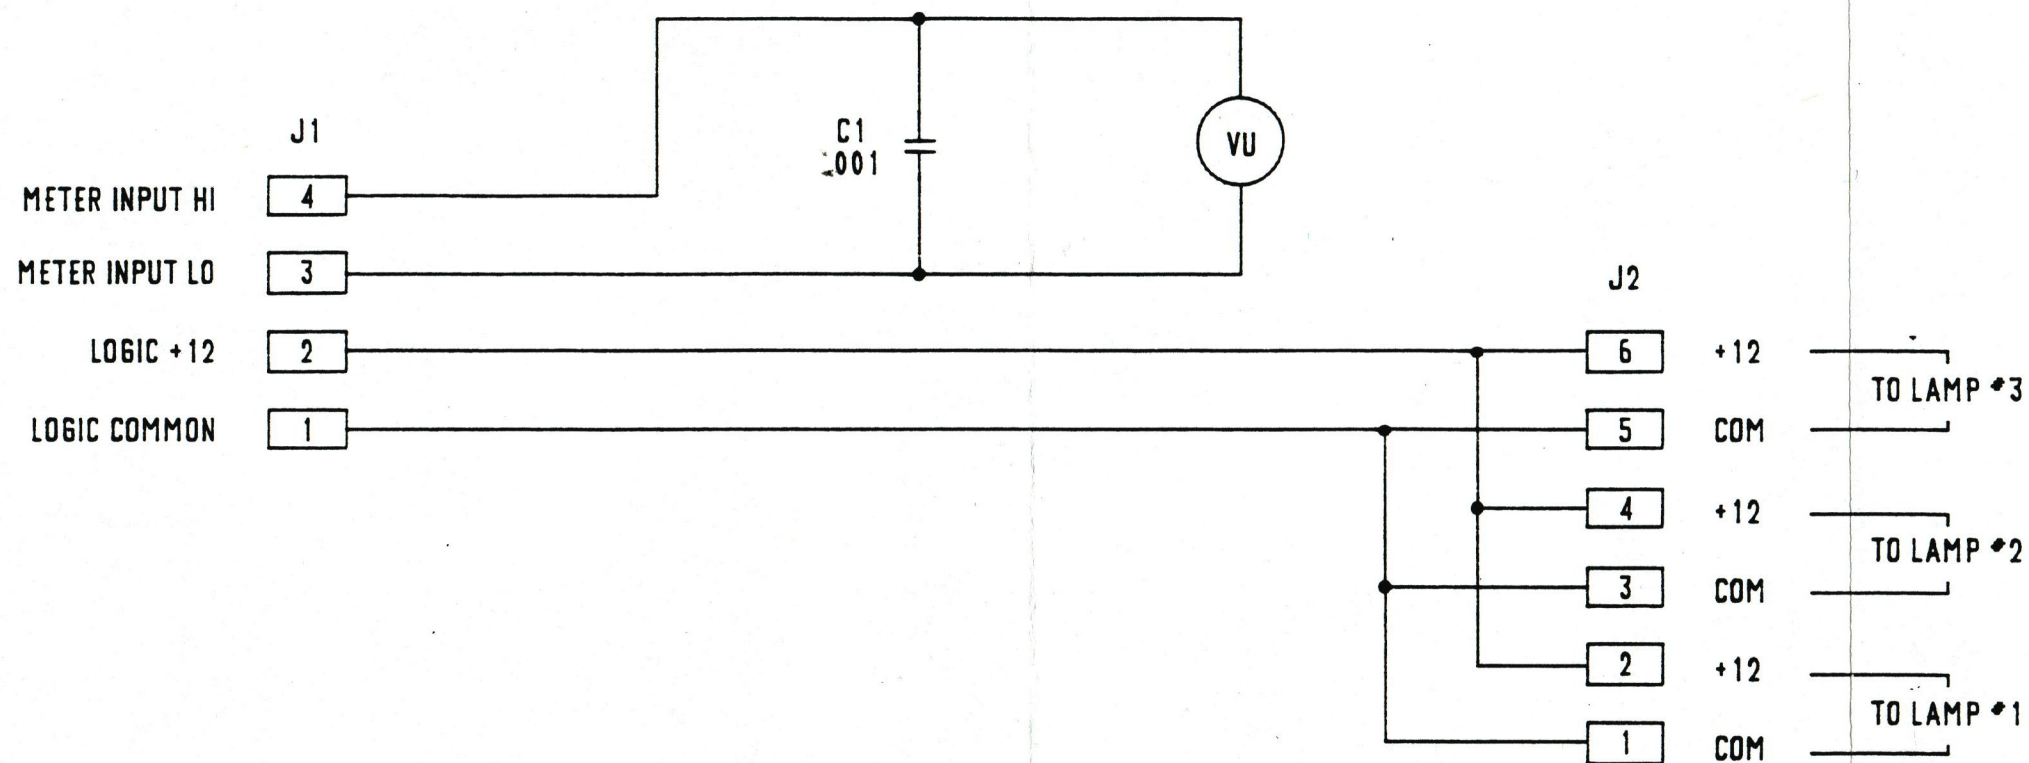 J1
C1
.001
VU
METER INPUT HI
4
METER INPUT LO
3
J2
LOGIC +12
2
6
+12
TO LAMP #3
LOGIC COMMON
1
5
COM
4
+12
TO LAMP #2
3
COM
2
+12
TO LAMP #1
1
COM